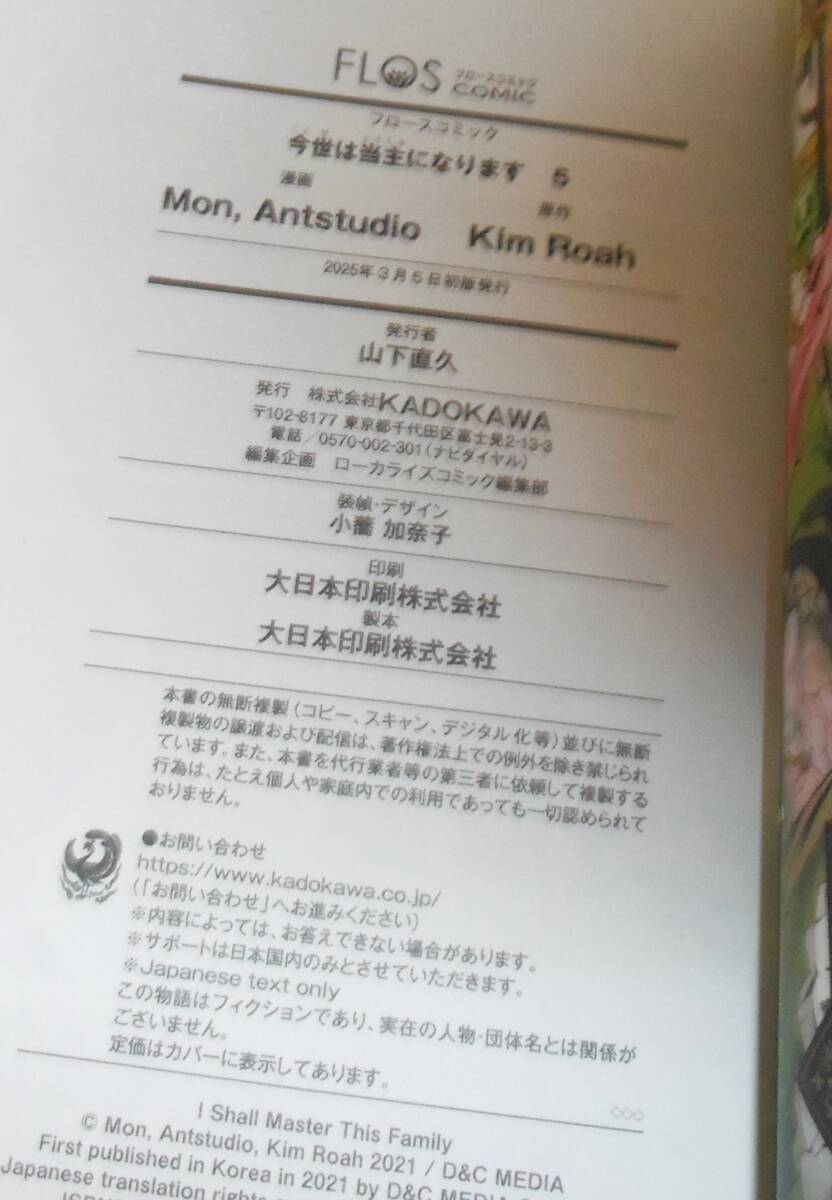 FLOS フロースコミック COMIC
フロースコミック
今世は当主になります 5
漫画 原作
Mon, Antstudio Kim Roah
2025年3月5日初版発行
発行者
山下直久
発行 株式会社KADOKAWA
〒102-8177 東京都千代田区富士見2-13-3
電話/0570-002-301(ナビダイヤル)
編集企画 ローカライズコミック編集部
装幀・デザイン
小蕎 加奈子
印刷
大日本印刷株式会社
製本
大日本印刷株式会社
本書の無断複製(コピー、スキャン、デジタル化等)並びに無断
複製物の譲渡および配信は、著作権法上での例外を除き禁じられ
ています。また、本書を代行業者等の第三者に依頼して複製する
行為は、たとえ個人や家庭内での利用であっても一切認められて
おりません。
●お問い合わせ
https://www.kadokawa.co.jp/
(「お問い合わせ」へお進みください)
※内容によっては、お答えできない場合があります。
※サポートは日本国内のみとさせていただきます。
※Japanese text only
この物語はフィクションであり、実在の人物・団体名とは関係が
ございません。
定価はカバーに表示してあります。
◇◇◇
I Shall Master This Family
© Mon, Antstudio, Kim Roah 2021 / D&C MEDIA
First published in Korea in 2021 by D&C MEDIA
Japanese translation rights